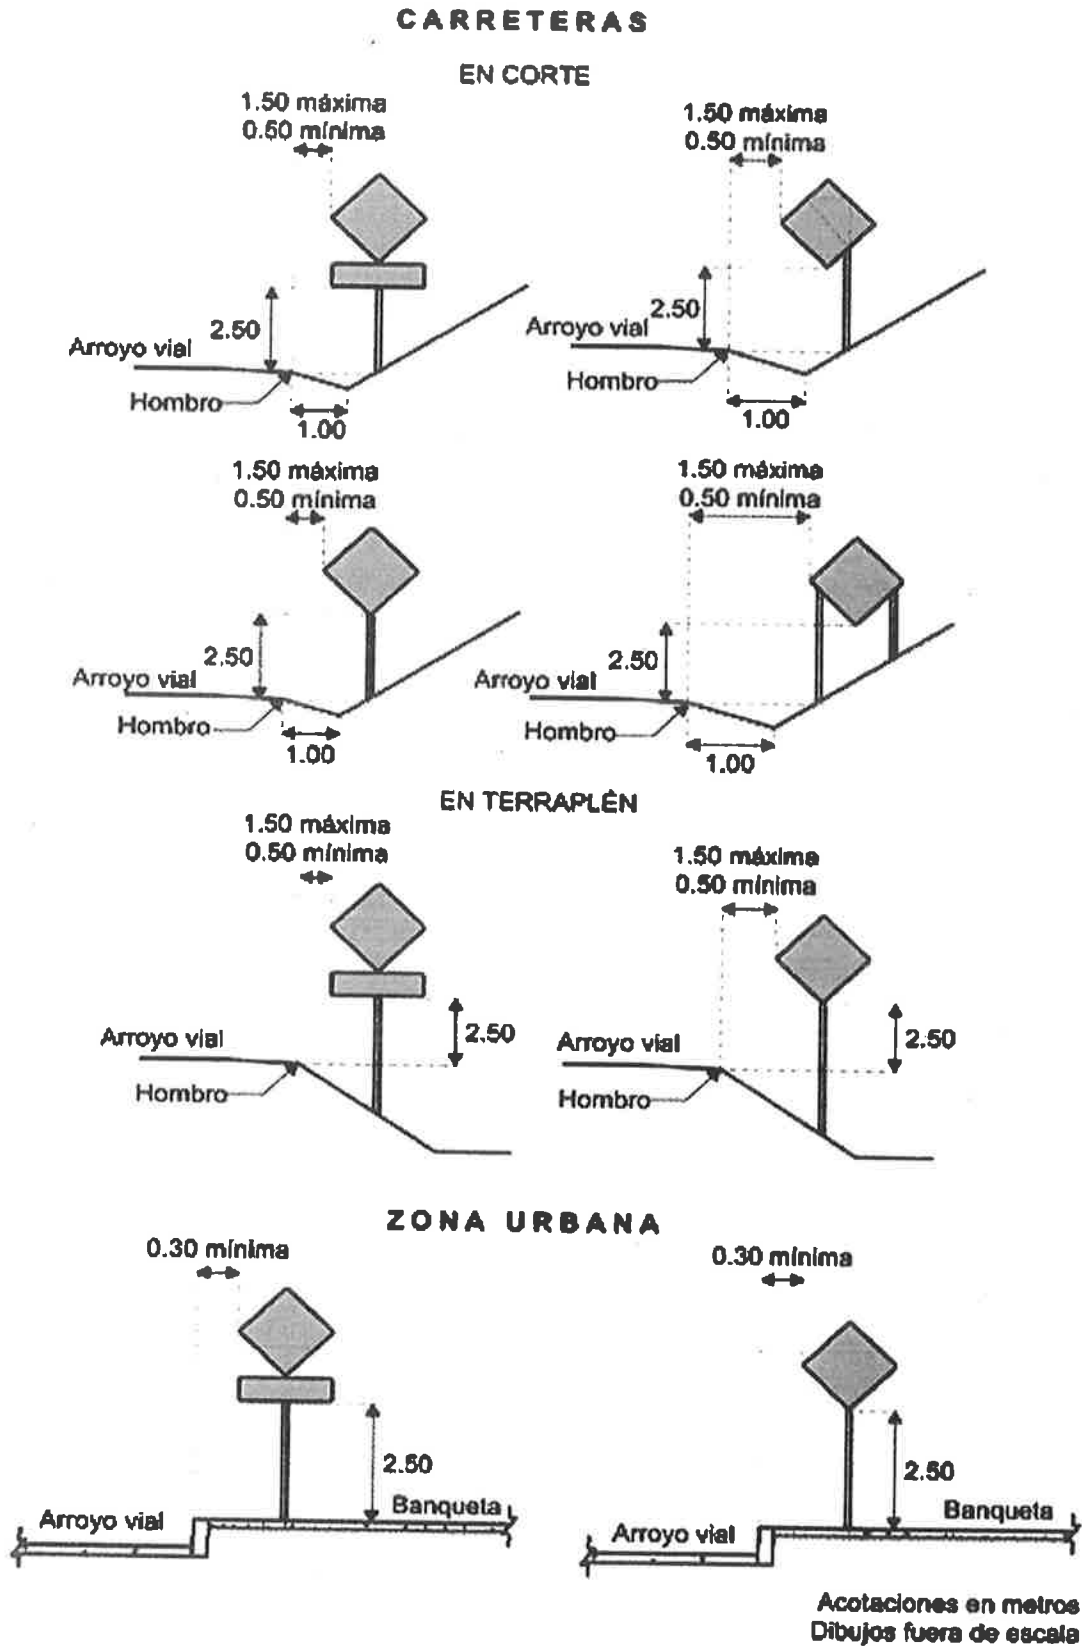 CARRETERAS
EN CORTE
1.50 máxima
0.50 mínima
2.50
Arroyo vial
Hombro
1.00
1.50 máxima
0.50 mínima
2.50
Arroyo vial
Hombro
1.00
1.50 máxima
0.50 mínima
2.50
Arroyo vial
Hombro
1.00
1.50 máxima
0.50 mínima
2.50
Arroyo vial
Hombro
1.00
EN TERRAPLÉN
1.50 máxima
0.50 mínima
2.50
Arroyo vial
Hombro
1.50 máxima
0.50 mínima
2.50
Arroyo vial
Hombro
ZONA URBANA
0.30 mínima
2.50
Arroyo vial
Banqueta
0.30 mínima
2.50
Arroyo vial
Banqueta
Acotaciones en metros
Dibujos fuera de escala